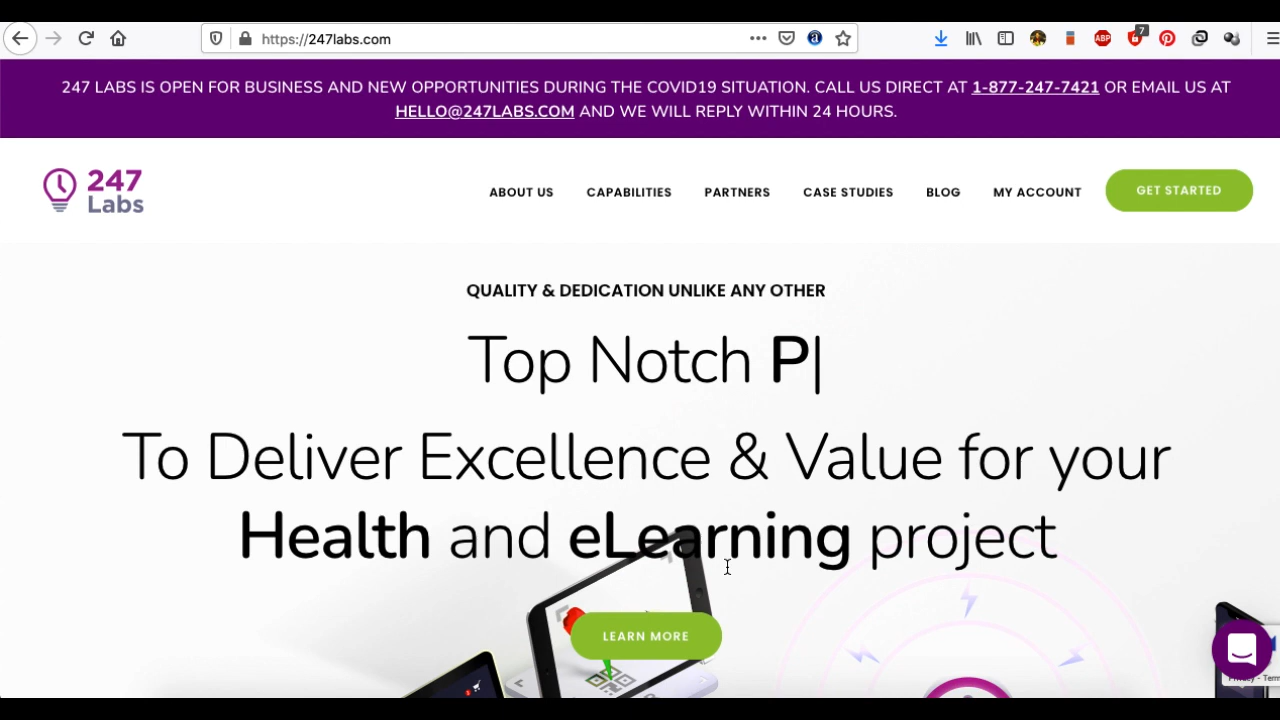 https://247labs.com
7
ABP
247 LABS IS OPEN FOR BUSINESS AND NEW OPPORTUNITIES DURING THE COVID19 SITUATION. CALL US DIRECT AT 1-877-247-7421 OR EMAIL US AT
HELLO@247LABS.COM AND WE WILL REPLY WITHIN 24 HOURS.
247
Labs
ABOUT US
CAPABILITIES
PARTNERS
CASE STUDIES
BLOG
MY ACCOUNT
GET STARTED
QUALITY & DEDICATION UNLIKE ANY OTHER
Top Notch P|
To Deliver Excellence & Value for your
Health and eLearning project
LEARN MORE